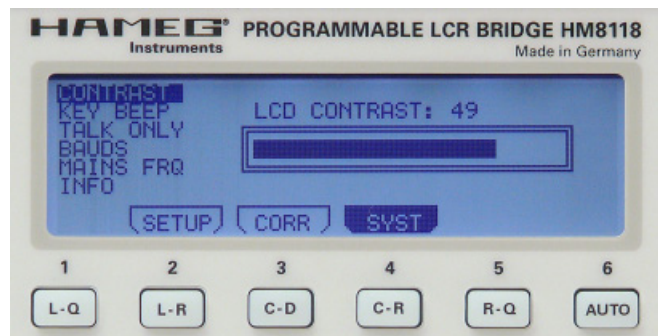 HAMEG® PROGRAMMABLE LCR BRIDGE HM8118
Instruments Made in Germany
CONTRAST
KEY BEEP LCD CONTRAST: 49
TALK ONLY
BAUDS
MAINS FRQ
INFO
SETUP CORR SYST
1 2 3 4 5 6
L-Q L-R C-D C-R R-Q AUTO